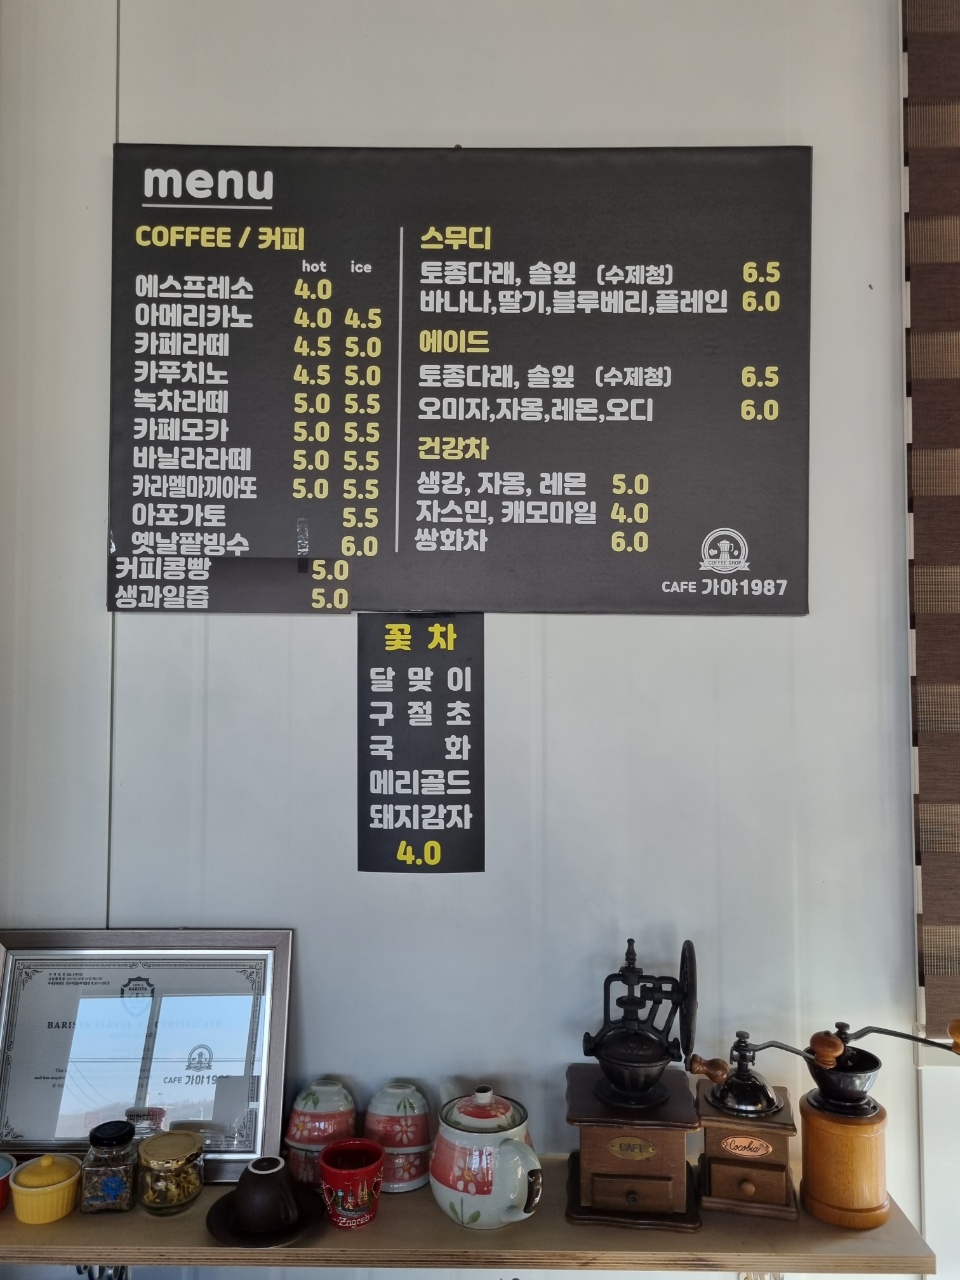 menu
COFFEE / 커피
hot ice
에스프레소 4.0
아메리카노 4.0 4.5
카페라떼 4.5 5.0
카푸치노 4.5 5.0
녹차라떼 5.0 5.5
카페모카 5.0 5.5
바닐라라떼 5.0 5.5
카라멜마끼아또 5.0 5.5
아포가토 5.5
옛날팥빙수 6.0
커피콩빵 5.0
생과일즙 5.0
스무디
토종다래, 솔잎 (수제청) 6.5
바나나,딸기,블루베리,플레인 6.0
에이드
토종다래, 솔잎 (수제청) 6.5
오미자,자몽,레몬,오디 6.0
건강차
생강, 자몽, 레몬 5.0
자스민, 캐모마일 4.0
쌍화차 6.0
COFFEE SHOP
CAFE 가야1987
꽃 차
달 맞 이
구 절 초
국 화
메리골드
돼지감자
4.0
BARISTA
CAFE
CAFE
Cocobia
Zagreb